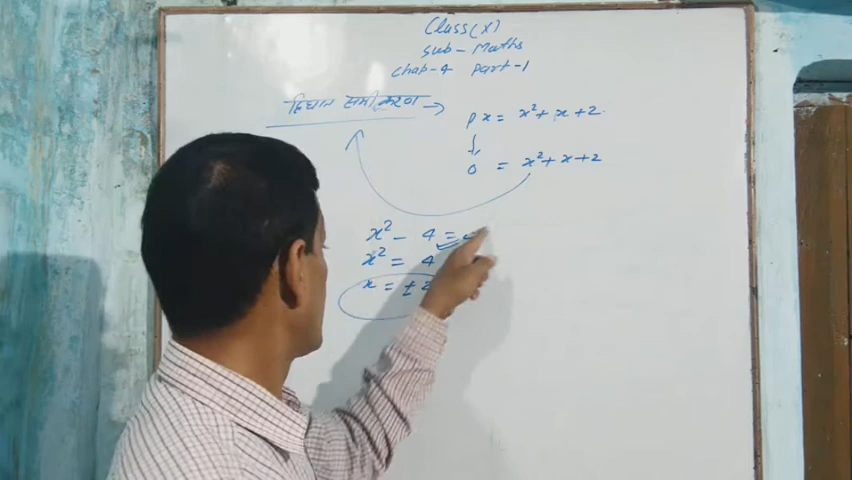 Class(X)
Sub-Maths
Chap-4 Part-1
द्विघात समीकरण →
p x = x² + x + 2
↓
0 = x² + x + 2
x² - 4 =
x² = 4
x = ± 2